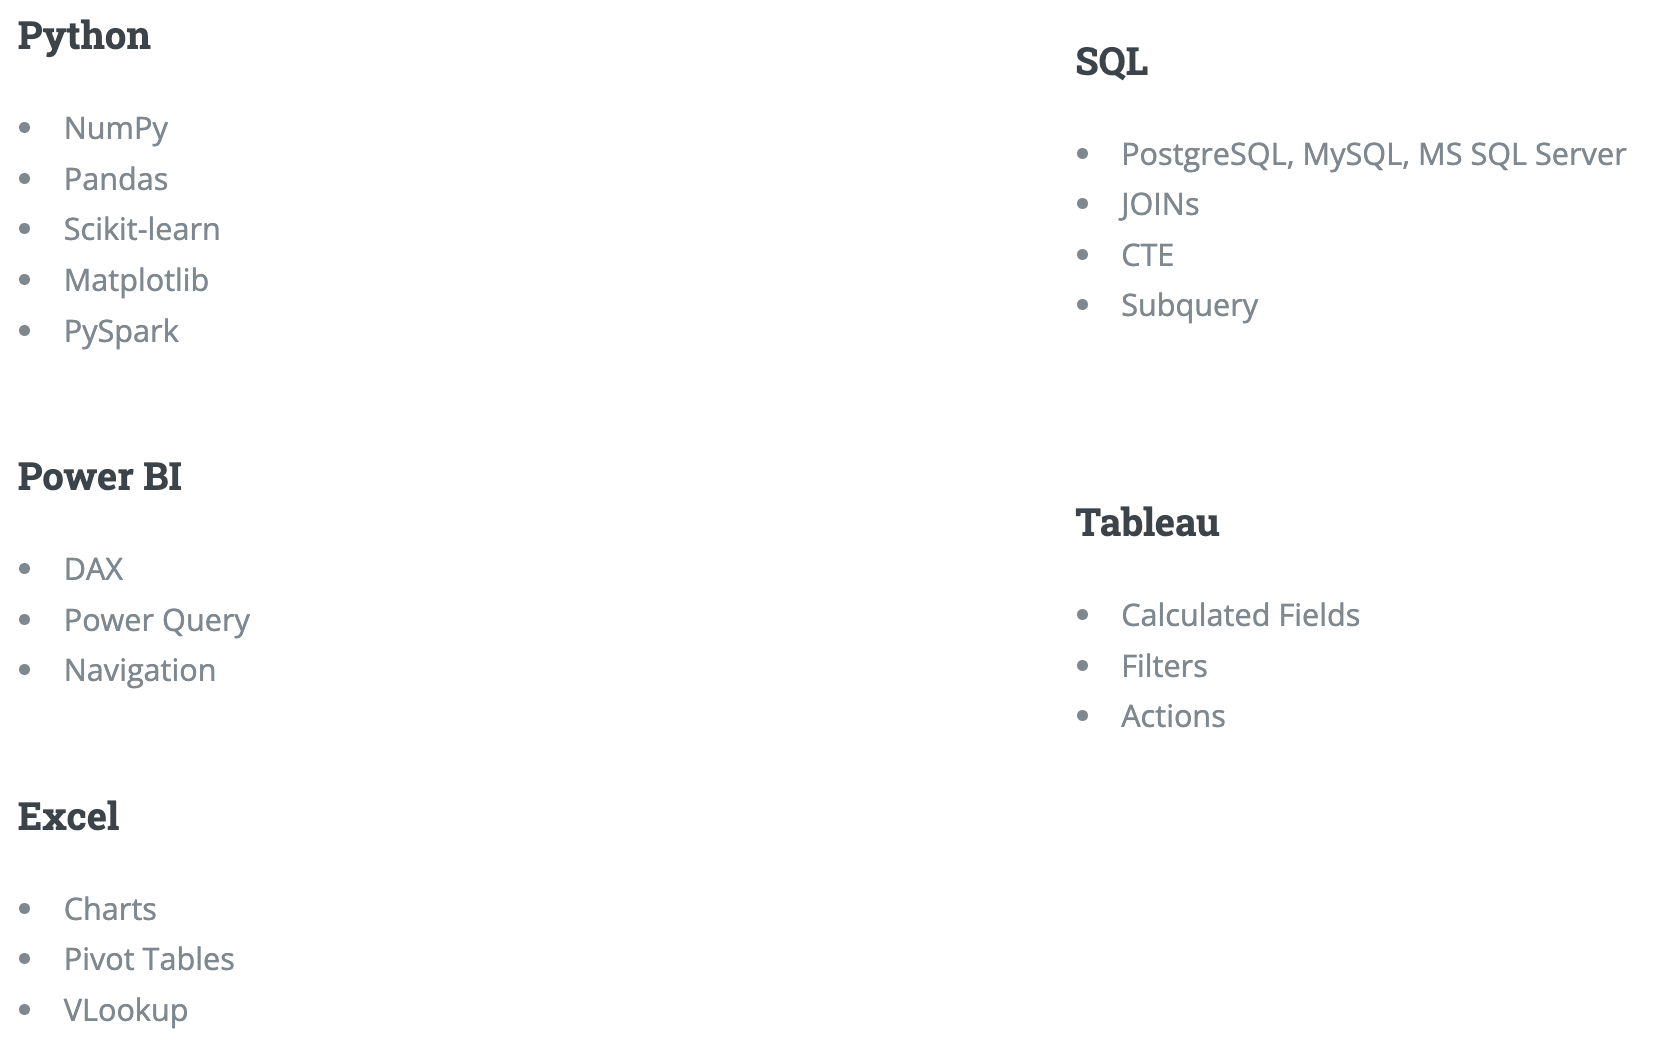 Python
NumPy
Pandas
Scikit-learn
Matplotlib
PySpark
SQL
PostgreSQL, MySQL, MS SQL Server
JOINs
CTE
Subquery
Power BI
DAX
Power Query
Navigation
Tableau
Calculated Fields
Filters
Actions
Excel
Charts
Pivot Tables
VLookup